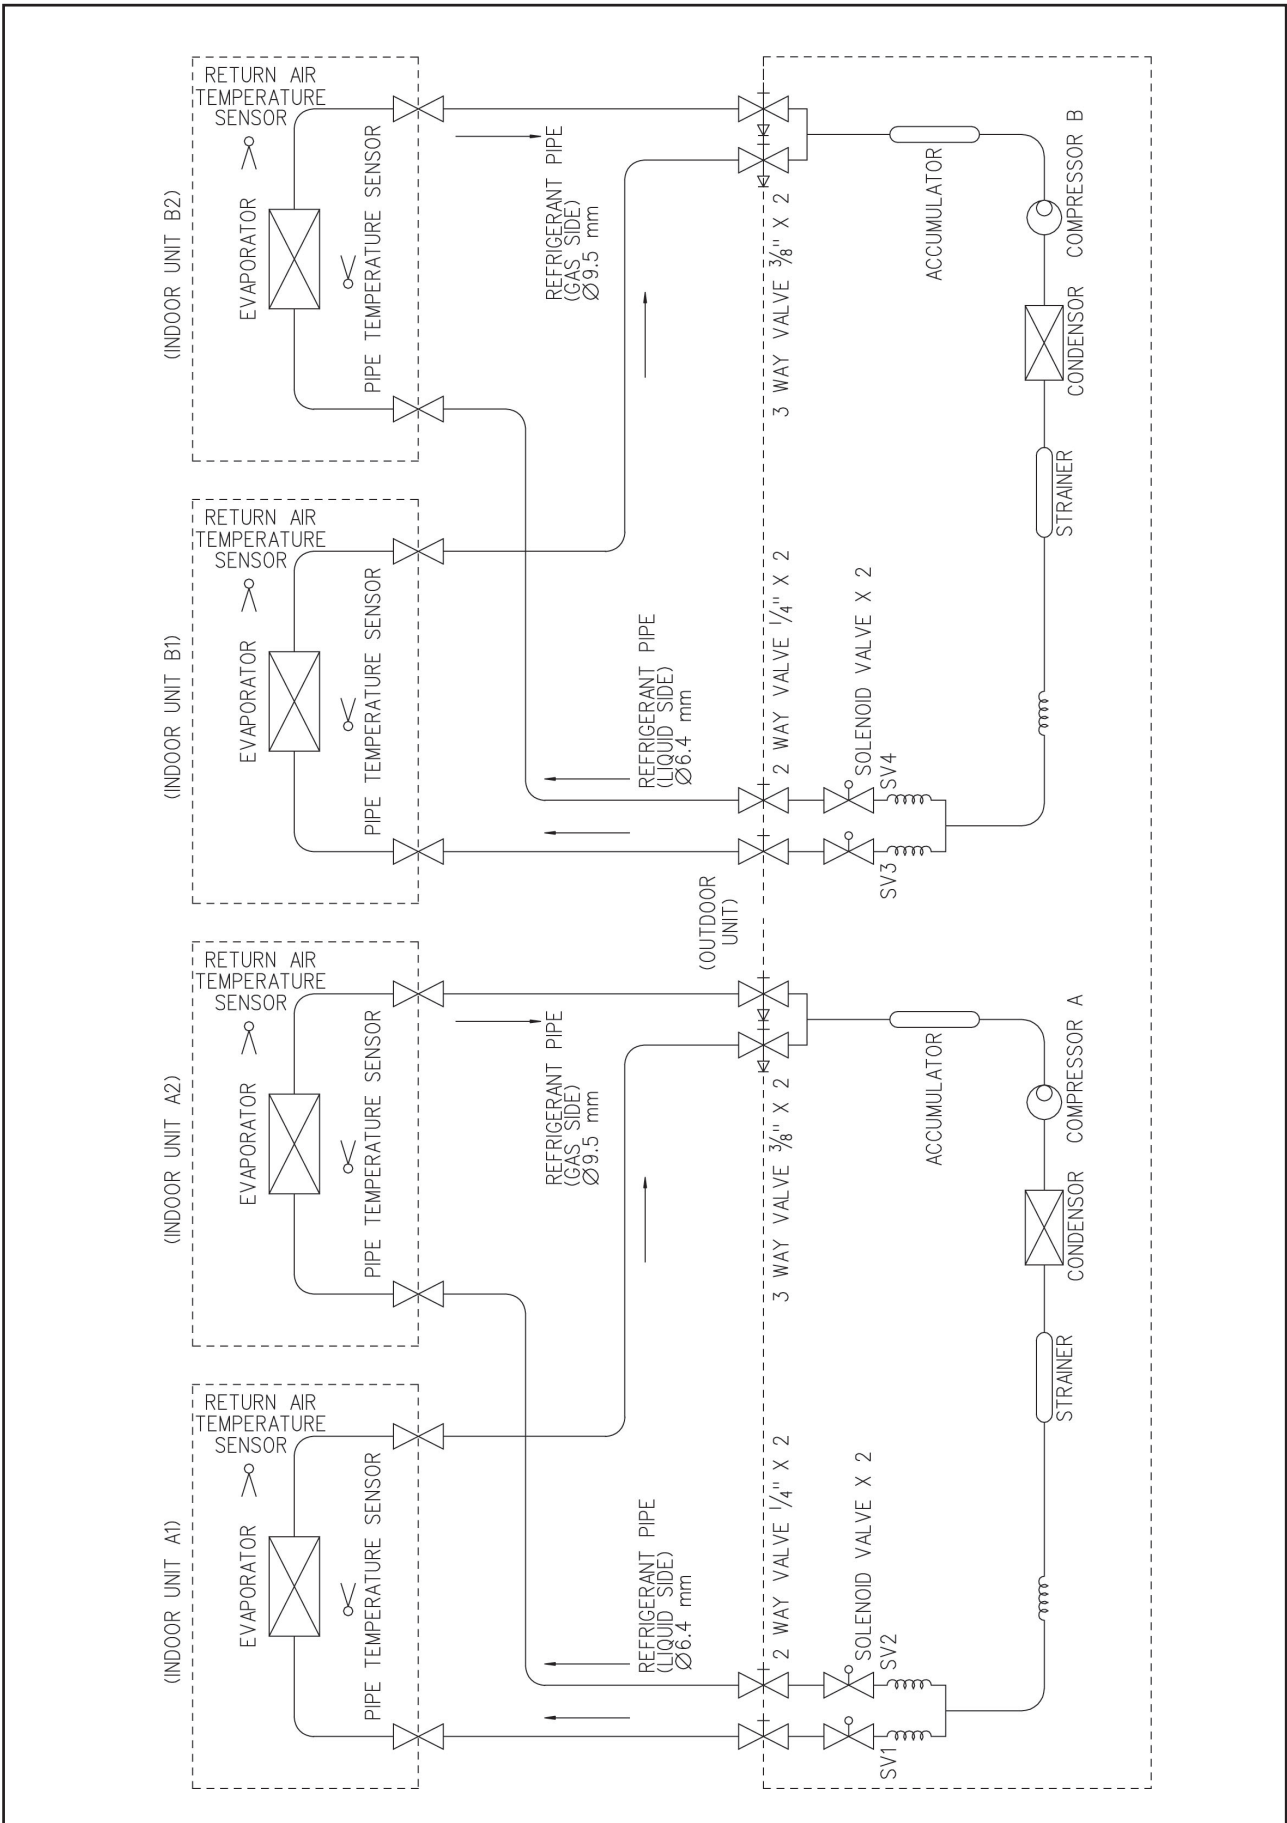 (INDOOR UNIT A1)
RETURN AIR
TEMPERATURE
SENSOR
EVAPORATOR
PIPE TEMPERATURE SENSOR
(INDOOR UNIT A2)
RETURN AIR
TEMPERATURE
SENSOR
EVAPORATOR
PIPE TEMPERATURE SENSOR
(INDOOR UNIT B1)
RETURN AIR
TEMPERATURE
SENSOR
EVAPORATOR
PIPE TEMPERATURE SENSOR
(INDOOR UNIT B2)
RETURN AIR
TEMPERATURE
SENSOR
EVAPORATOR
PIPE TEMPERATURE SENSOR
REFRIGERANT PIPE
(LIQUID SIDE)
Ø6.4 mm
REFRIGERANT PIPE
(GAS SIDE)
Ø9.5 mm
REFRIGERANT PIPE
(LIQUID SIDE)
Ø6.4 mm
REFRIGERANT PIPE
(GAS SIDE)
Ø9.5 mm
(OUTDOOR
UNIT)
2 WAY VALVE 1/4" X 2
3 WAY VALVE 3/8" X 2
2 WAY VALVE 1/4" X 2
3 WAY VALVE 3/8" X 2
SOLENOID VALVE X 2
SV1
SV2
ACCUMULATOR
SOLENOID VALVE X 2
SV3
SV4
ACCUMULATOR
STRAINER
CONDENSOR
COMPRESSOR A
STRAINER
CONDENSOR
COMPRESSOR B